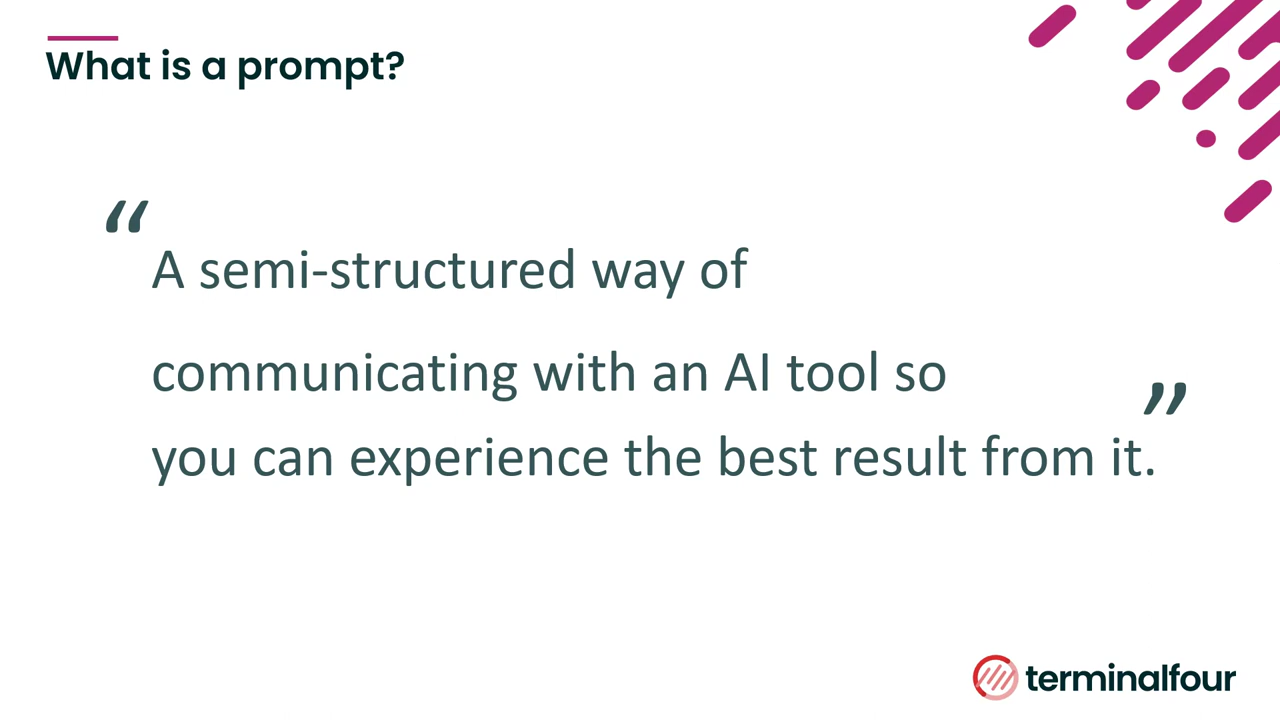 What is a prompt?
“
A semi-structured way of
communicating with an AI tool so
you can experience the best result from it.
”
terminalfour